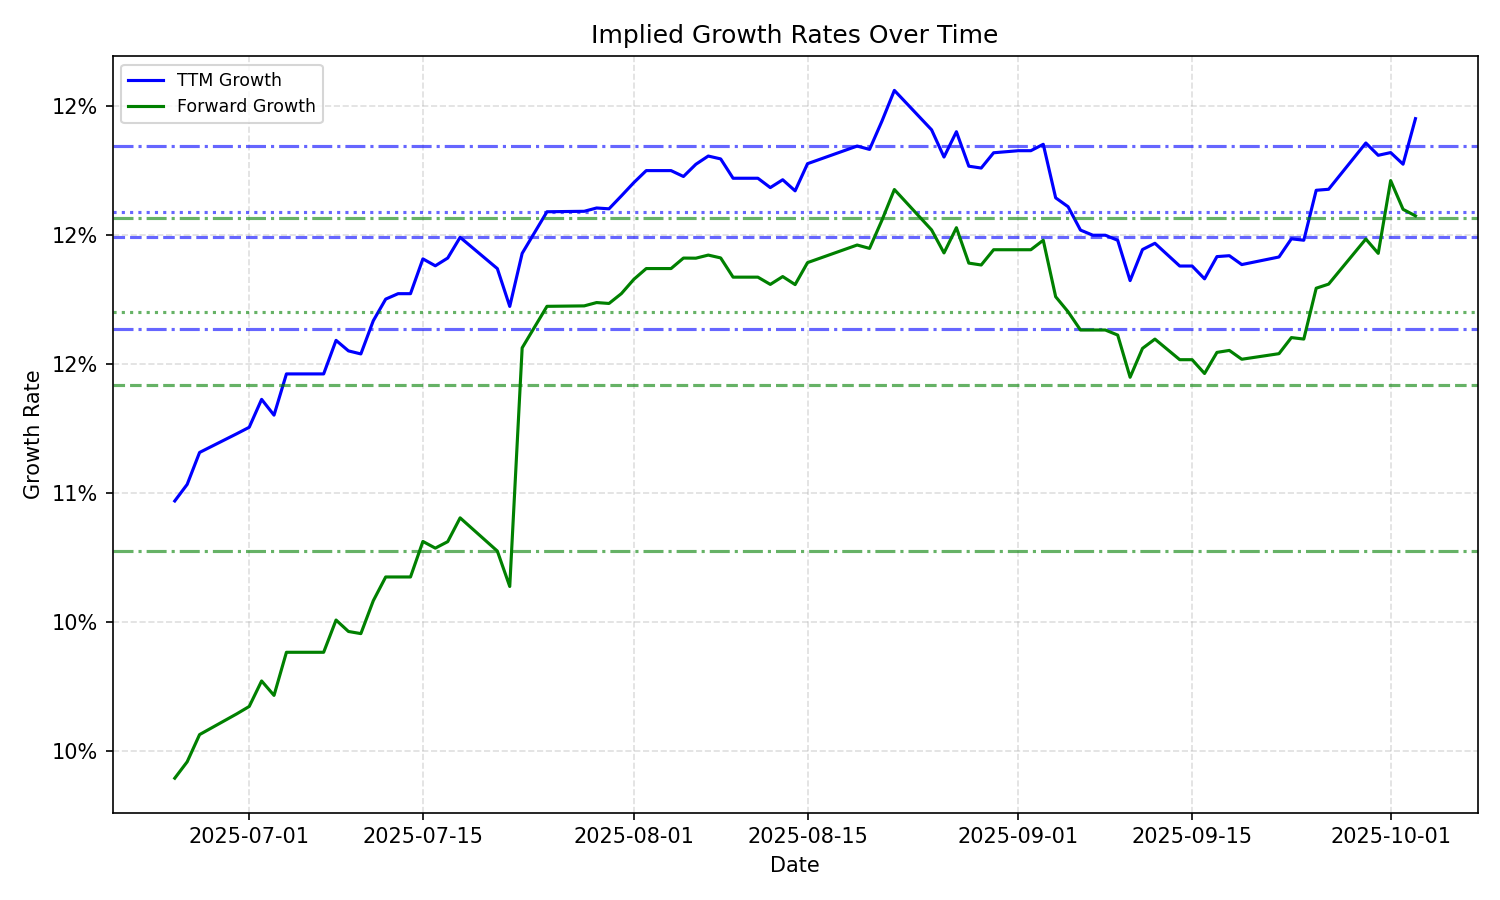 Implied Growth Rates Over Time
TTM Growth
Forward Growth
12%
12%
12%
11%
10%
10%
Growth Rate
2025-07-01
2025-07-15
2025-08-01
2025-08-15
2025-09-01
2025-09-15
2025-10-01
Date